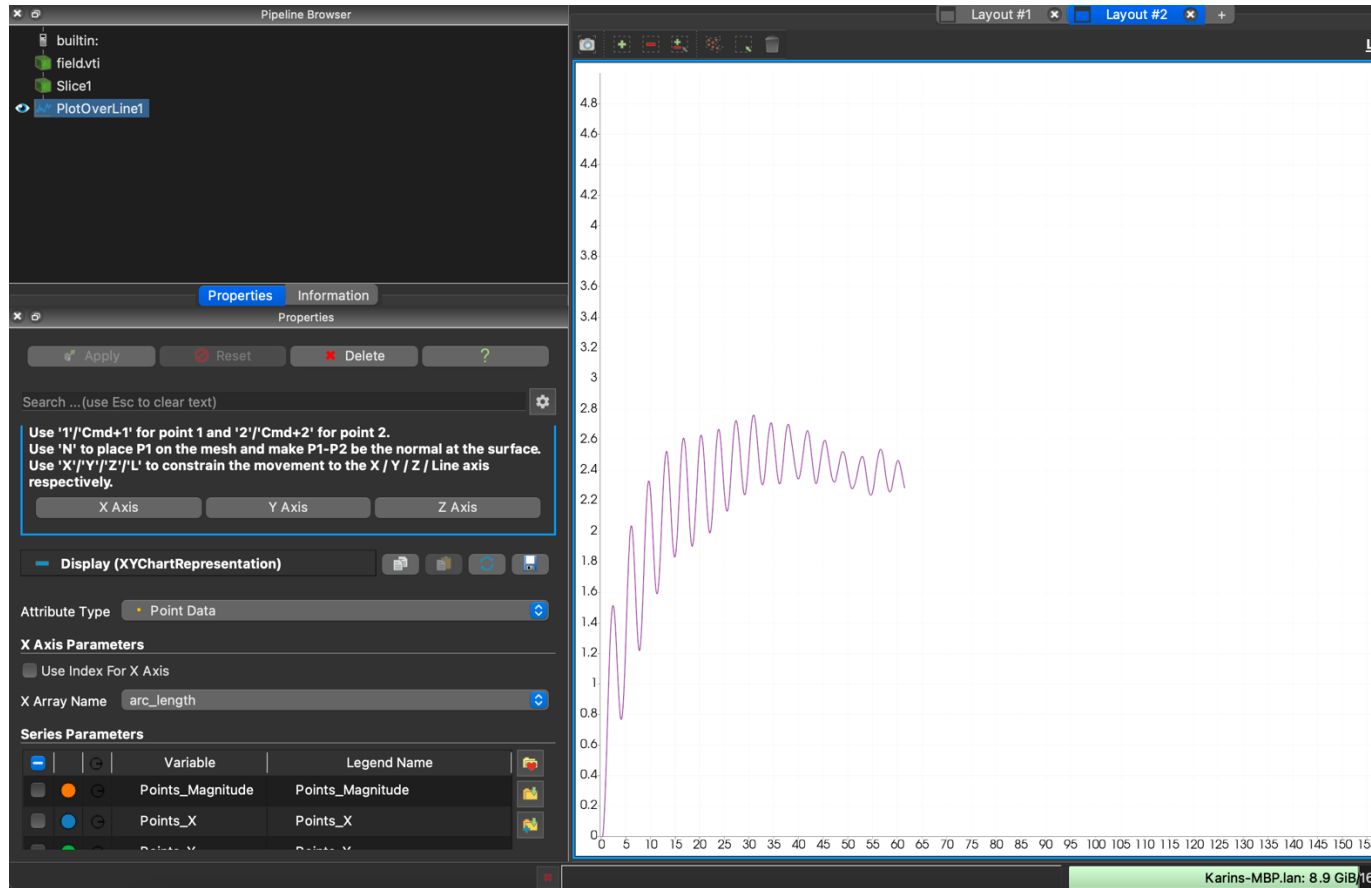 Pipeline Browser
builtin:
field.vti
Slice1
PlotOverLine1
Properties Information
Properties
Apply Reset Delete ?
Search ...(use Esc to clear text)
Use '1'/'Cmd+1' for point 1 and '2'/'Cmd+2' for point 2.
Use 'N' to place P1 on the mesh and make P1-P2 be the normal at the surface.
Use 'X'/'Y'/'Z'/'L' to constrain the movement to the X / Y / Z / Line axis
respectively.
X Axis Y Axis Z Axis
Display (XYChartRepresentation)
Attribute Type Point Data
X Axis Parameters
Use Index For X Axis
X Array Name arc_length
Series Parameters
Variable Legend Name
Points_Magnitude Points_Magnitude
Points_X Points_X
Layout #1 Layout #2 +
4.8
4.6
4.4
4.2
4
3.8
3.6
3.4
3.2
3
2.8
2.6
2.4
2.2
2
1.8
1.6
1.4
1.2
1
0.8
0.6
0.4
0.2
0
0 5 10 15 20 25 30 35 40 45 50 55 60 65 70 75 80 85 90 95 100 105 110 115 120 125 130 135 140 145 150
Karins-MBP.lan: 8.9 GiB/16